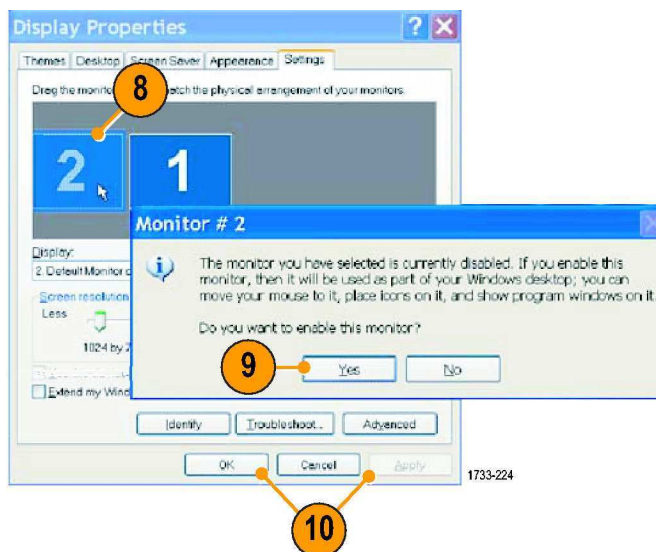 Display Properties
Themes Desktop Screen Saver Appearance Settings
Drag the monito 8 atch the physical arrangement of your monitors.
2 1
Monitor # 2
Display:
2. Default Monitor o
The monitor you have selected is currently disabled. If you enable this
monitor, then it will be used as part of your Windows desktop; you can
move your mouse to it, place icons on it, and show program windows on it.
Screen resolution
Less
1024 by 7
Do you want to enable this monitor?
9 Yes No
Extend my Wind
Identify Troubleshoot... Advanced
OK Cancel Apply
1733-224
10